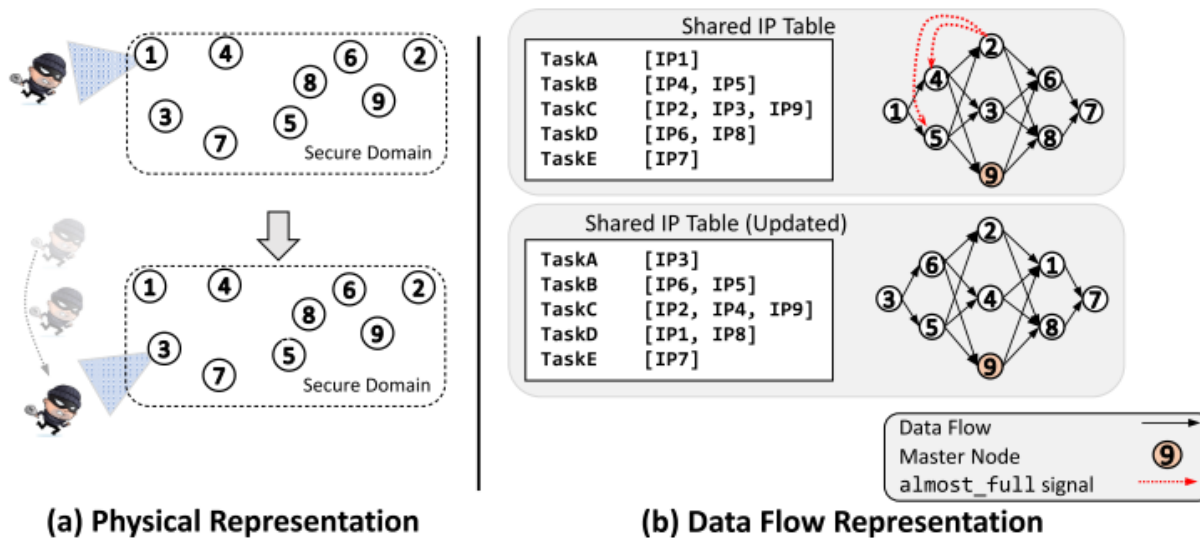 1
4
6
2
8
9
3
5
7
Secure Domain
1
4
6
2
8
9
3
5
7
Secure Domain
(a) Physical Representation
Shared IP Table
TaskA [IP1]
TaskB [IP4, IP5]
TaskC [IP2, IP3, IP9]
TaskD [IP6, IP8]
TaskE [IP7]
2
4
6
1
3
7
5
8
9
Shared IP Table (Updated)
TaskA [IP3]
TaskB [IP6, IP5]
TaskC [IP2, IP4, IP9]
TaskD [IP1, IP8]
TaskE [IP7]
2
6
1
3
4
7
5
8
9
Data Flow
Master Node 9
almost_full signal
(b) Data Flow Representation